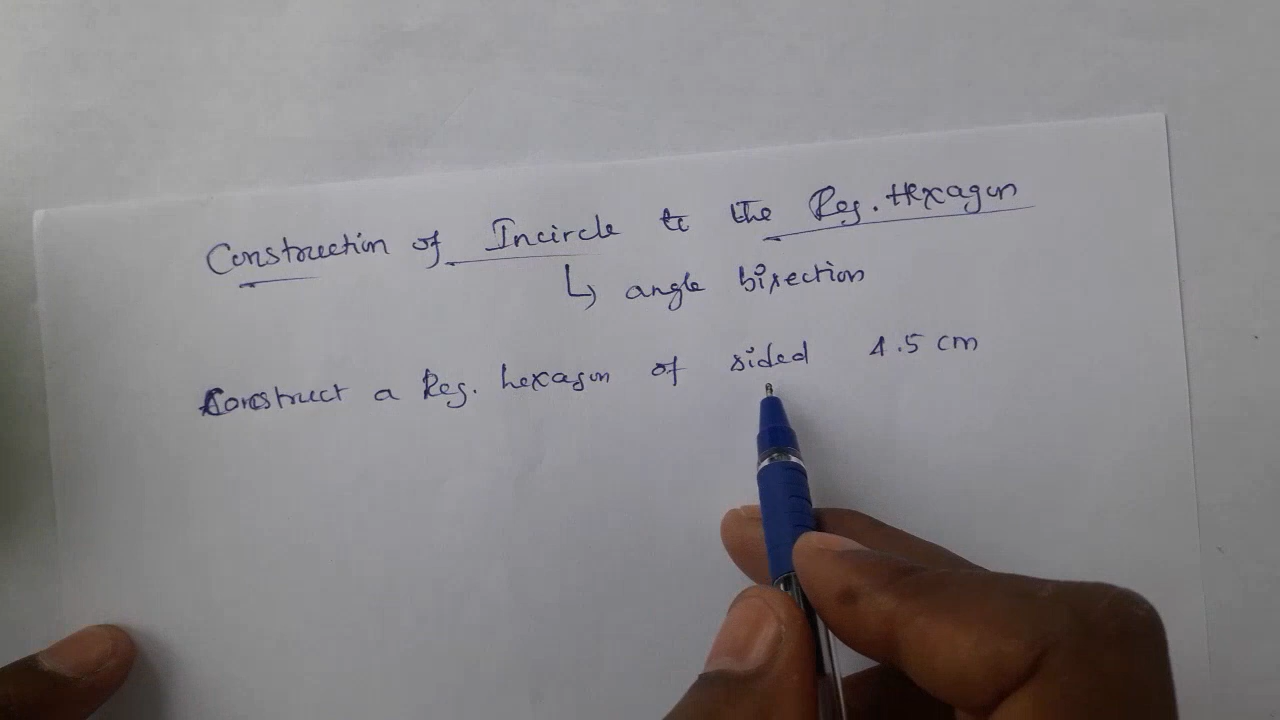 Construction of Incircle to the Reg. Hexagon
↳ angle bisection
Construct a Reg. hexagon of sided 4.5 cm